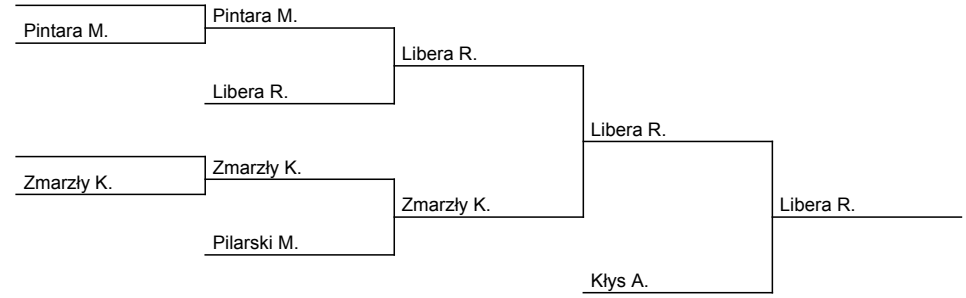 Pintara M.
Pintara M.
Libera R.
Libera R.
Libera R.
Zmarzły K.
Zmarzły K.
Zmarzły K.
Libera R.
Pilarski M.
Kłys A.